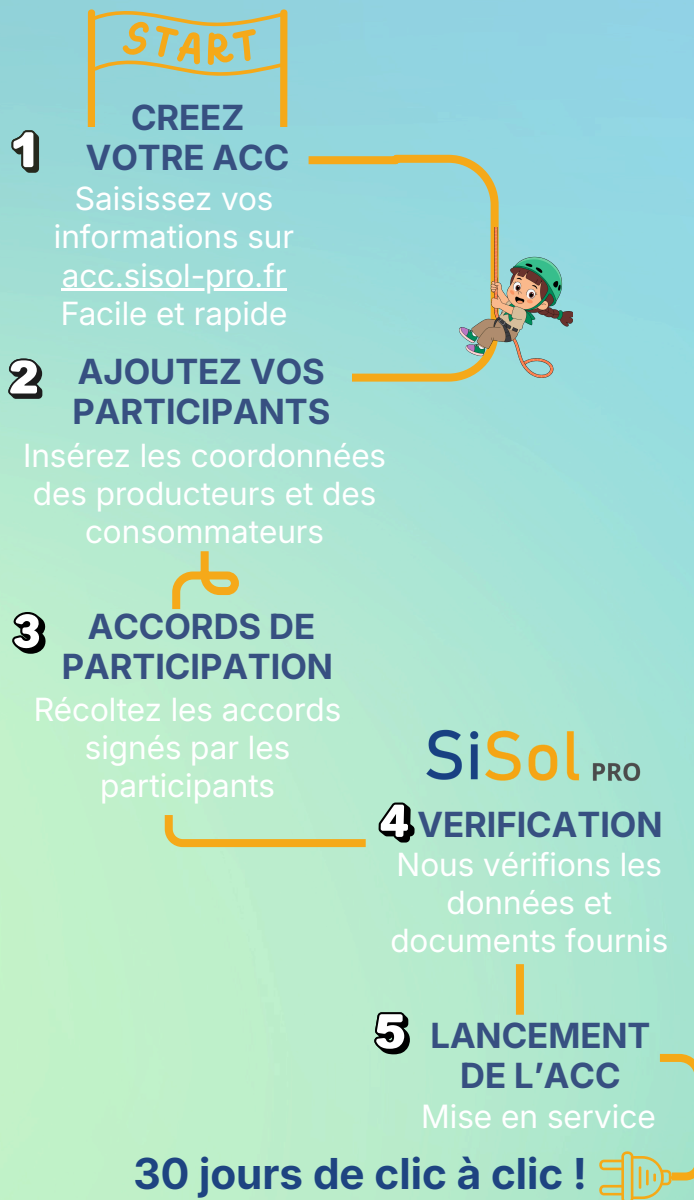 START
1
CREEZ
VOTRE ACC
Saisissez vos
informations sur
acc.sisol-pro.fr
Facile et rapide
2
AJOUTEZ VOS
PARTICIPANTS
Insérez les coordonnées
des producteurs et des
consommateurs
3
ACCORDS DE
PARTICIPATION
Récoltez les accords
signés par les
participants
SiSol PRO
4 VERIFICATION
Nous vérifions les
données et
documents fournis
5
LANCEMENT
DE L’ACC
Mise en service
30 jours de clic à clic !